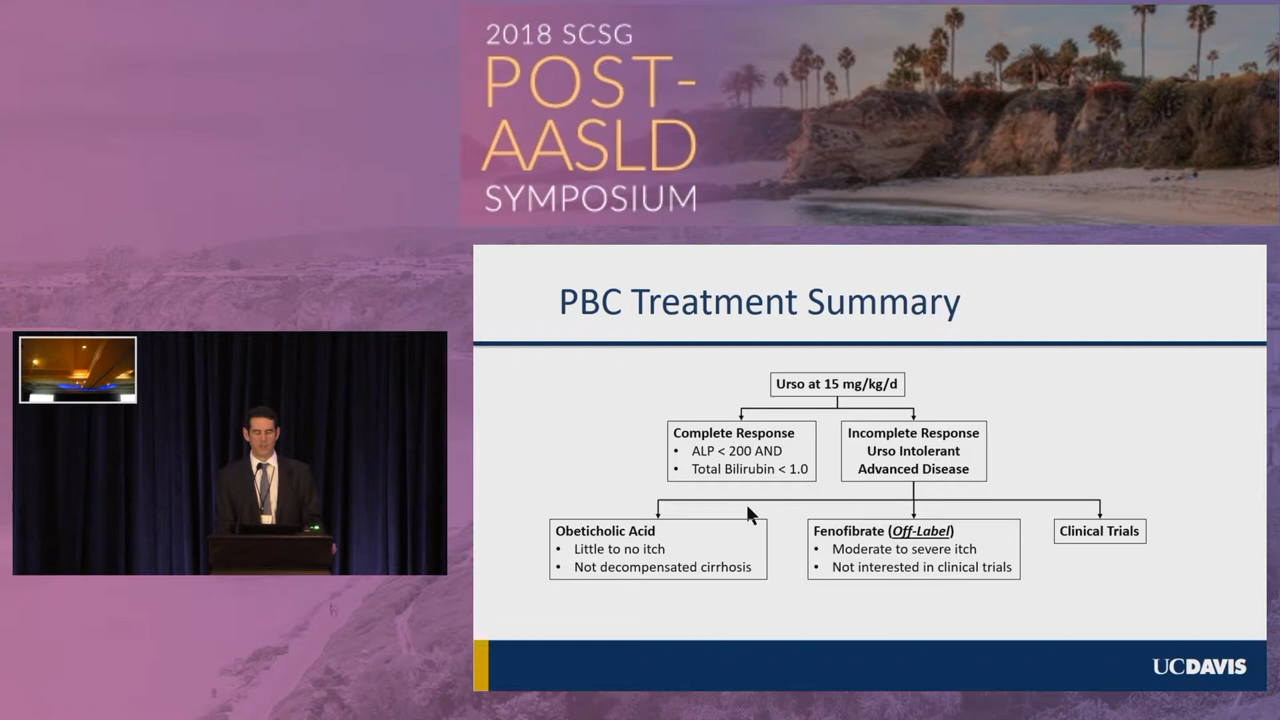 2018 SCSG
POST-
AASLD
SYMPOSIUM
PBC Treatment Summary
Urso at 15 mg/kg/d
Complete Response
• ALP < 200 AND
• Total Bilirubin < 1.0
Incomplete Response
Urso Intolerant
Advanced Disease
Obeticholic Acid
• Little to no itch
• Not decompensated cirrhosis
Fenofibrate (Off-Label)
• Moderate to severe itch
• Not interested in clinical trials
Clinical Trials
UCDAVIS